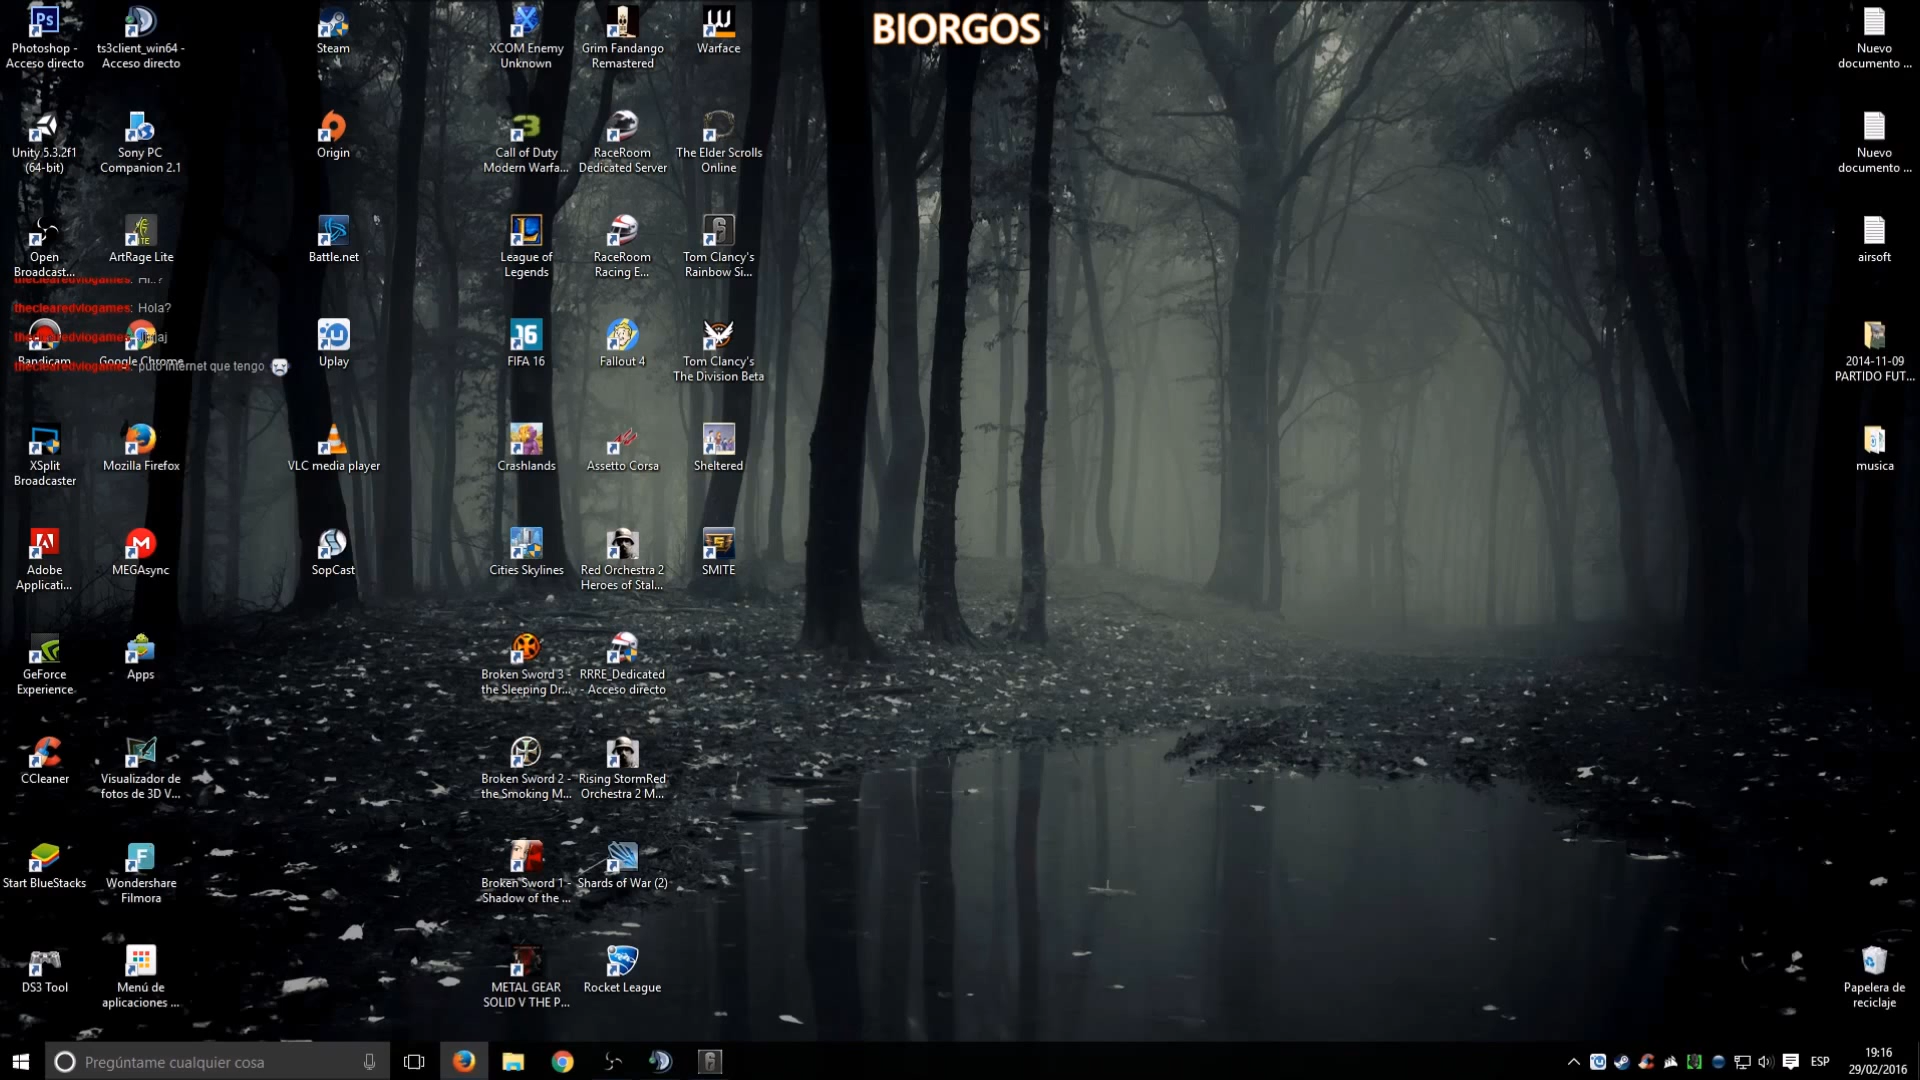 BIORGOS
Photoshop -
Acceso directo
ts3client_win64 -
Acceso directo
Steam
XCOM Enemy
Unknown
Grim Fandango
Remastered
Warface
Nuevo
documento ...
Unity 5.3.2f1
(64-bit)
Sony PC
Companion 2.1
Origin
Call of Duty
Modern Warfa...
RaceRoom
Dedicated Server
The Elder Scrolls
Online
Nuevo
documento ...
Open
Broadcast...
ArtRage Lite
Battle.net
League of
Legends
RaceRoom
Racing E...
Tom Clancy's
Rainbow Si...
airsoft
theclearedvlogames: Hi..?
theclearedvlogames: Hola?
theclearedvlogames:
theclearedvlogames: puto internet que tengo
Bandicam
Google Chrome
Uplay
FIFA 16
Fallout 4
Tom Clancy's
The Division Beta
2014-11-09
PARTIDO FUT...
XSplit
Broadcaster
Mozilla Firefox
VLC media player
Crashlands
Assetto Corsa
Sheltered
musica
Adobe
Applicati...
MEGAsync
SopCast
Cities Skylines
Red Orchestra 2
Heroes of Stal...
SMITE
GeForce
Experience
Apps
Broken Sword 3 -
the Sleeping Dr...
RRRE_Dedicated
- Acceso directo
CCleaner
Visualizador de
fotos de 3D V...
Broken Sword 2 -
the Smoking M...
Rising StormRed
Orchestra 2 M...
Start BlueStacks
Wondershare
Filmora
Broken Sword 1 -
Shadow of the ...
Shards of War (2)
DS3 Tool
Menú de
aplicaciones ...
METAL GEAR
SOLID V THE P...
Rocket League
Papelera de
reciclaje
Pregúntame cualquier cosa
ESP
19:16
29/02/2016